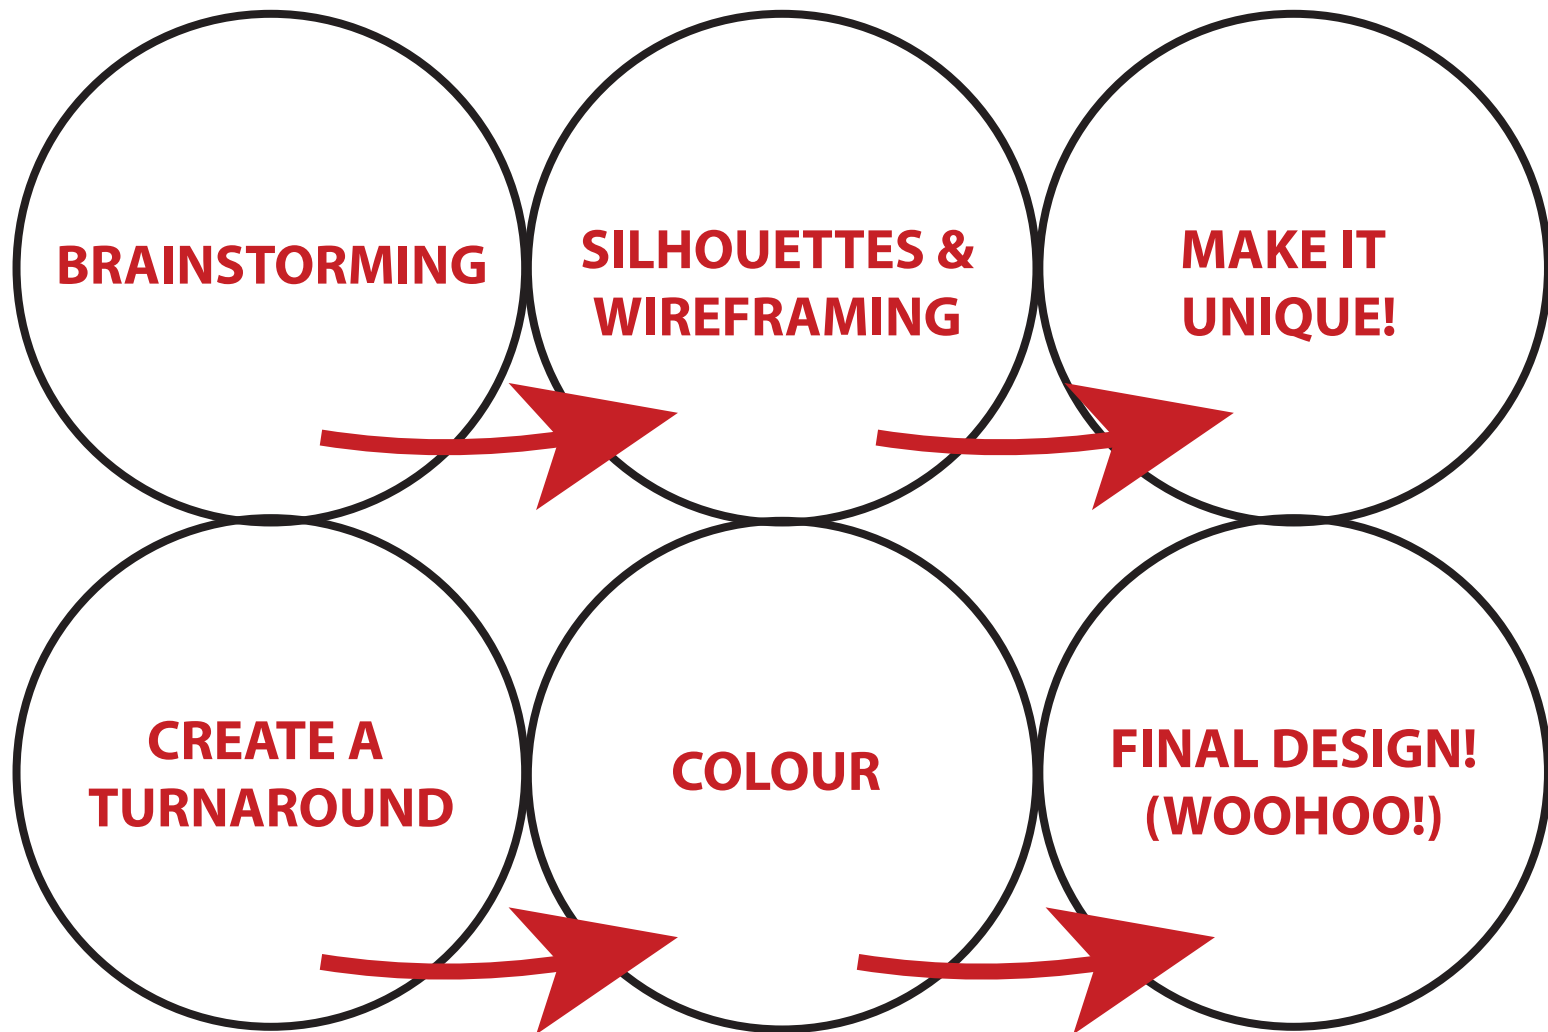 BRAINSTORMING
SILHOUETTES &
WIREFRAMING
MAKE IT
UNIQUE!
CREATE A
TURNAROUND
COLOUR
FINAL DESIGN!
(WOOHOO!)